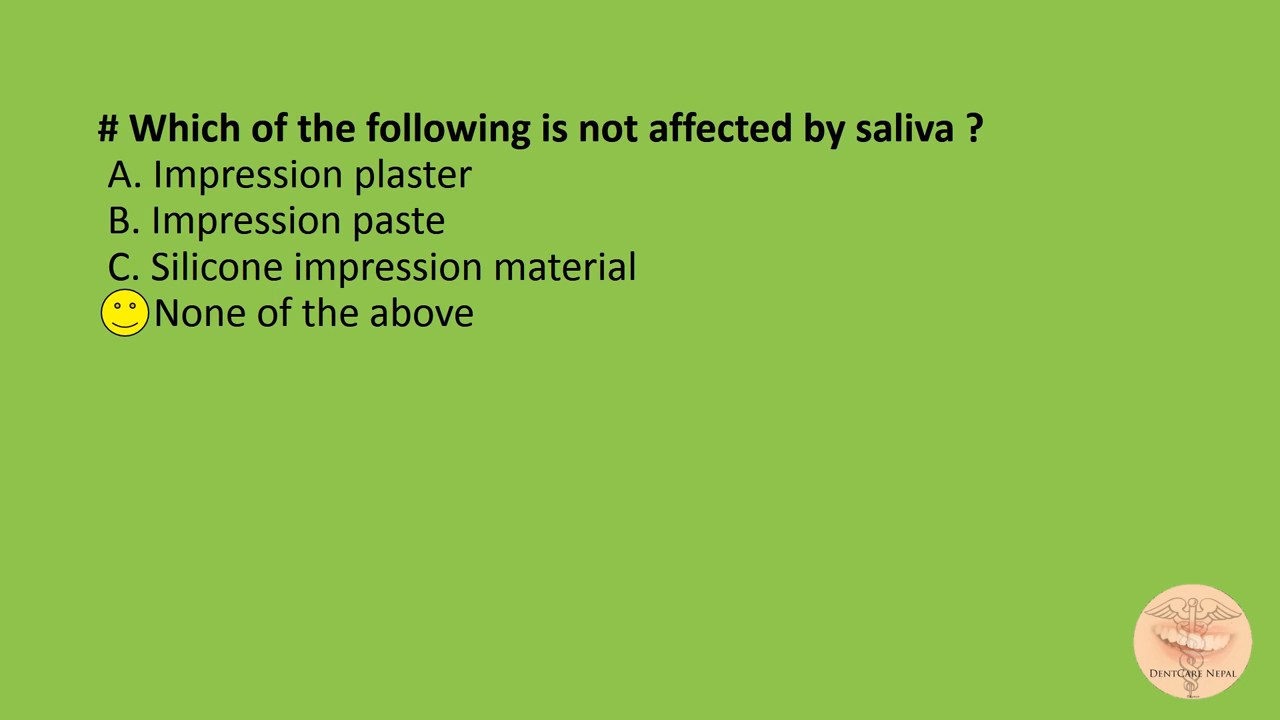 # Which of the following is not affected by saliva ?
A. Impression plaster
B. Impression paste
C. Silicone impression material
None of the above
DentCare Nepal